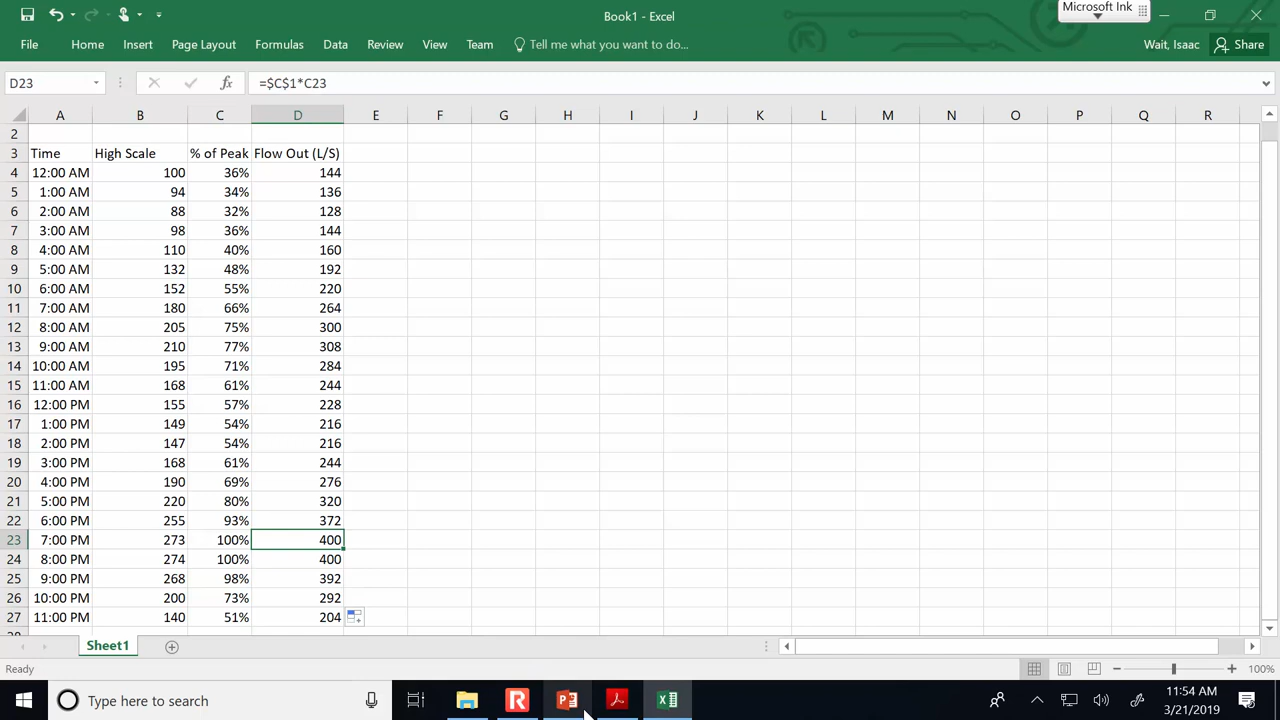 Book1 - Excel
Microsoft Ink
File Home Insert Page Layout Formulas Data Review View Team Tell me what you want to do... Wait, Isaac Share
D23 fx =$C$1*C23
A B C D E F G H I J K L M N O P Q R
2
3 Time High Scale % of Peak Flow Out (L/S)
4 12:00 AM 100 36% 144
5 1:00 AM 94 34% 136
6 2:00 AM 88 32% 128
7 3:00 AM 98 36% 144
8 4:00 AM 110 40% 160
9 5:00 AM 132 48% 192
10 6:00 AM 152 55% 220
11 7:00 AM 180 66% 264
12 8:00 AM 205 75% 300
13 9:00 AM 210 77% 308
14 10:00 AM 195 71% 284
15 11:00 AM 168 61% 244
16 12:00 PM 155 57% 228
17 1:00 PM 149 54% 216
18 2:00 PM 147 54% 216
19 3:00 PM 168 61% 244
20 4:00 PM 190 69% 276
21 5:00 PM 220 80% 320
22 6:00 PM 255 93% 372
23 7:00 PM 273 100% 400
24 8:00 PM 274 100% 400
25 9:00 PM 268 98% 392
26 10:00 PM 200 73% 292
27 11:00 PM 140 51% 204
Sheet1
Ready 100%
Type here to search
11:54 AM
3/21/2019